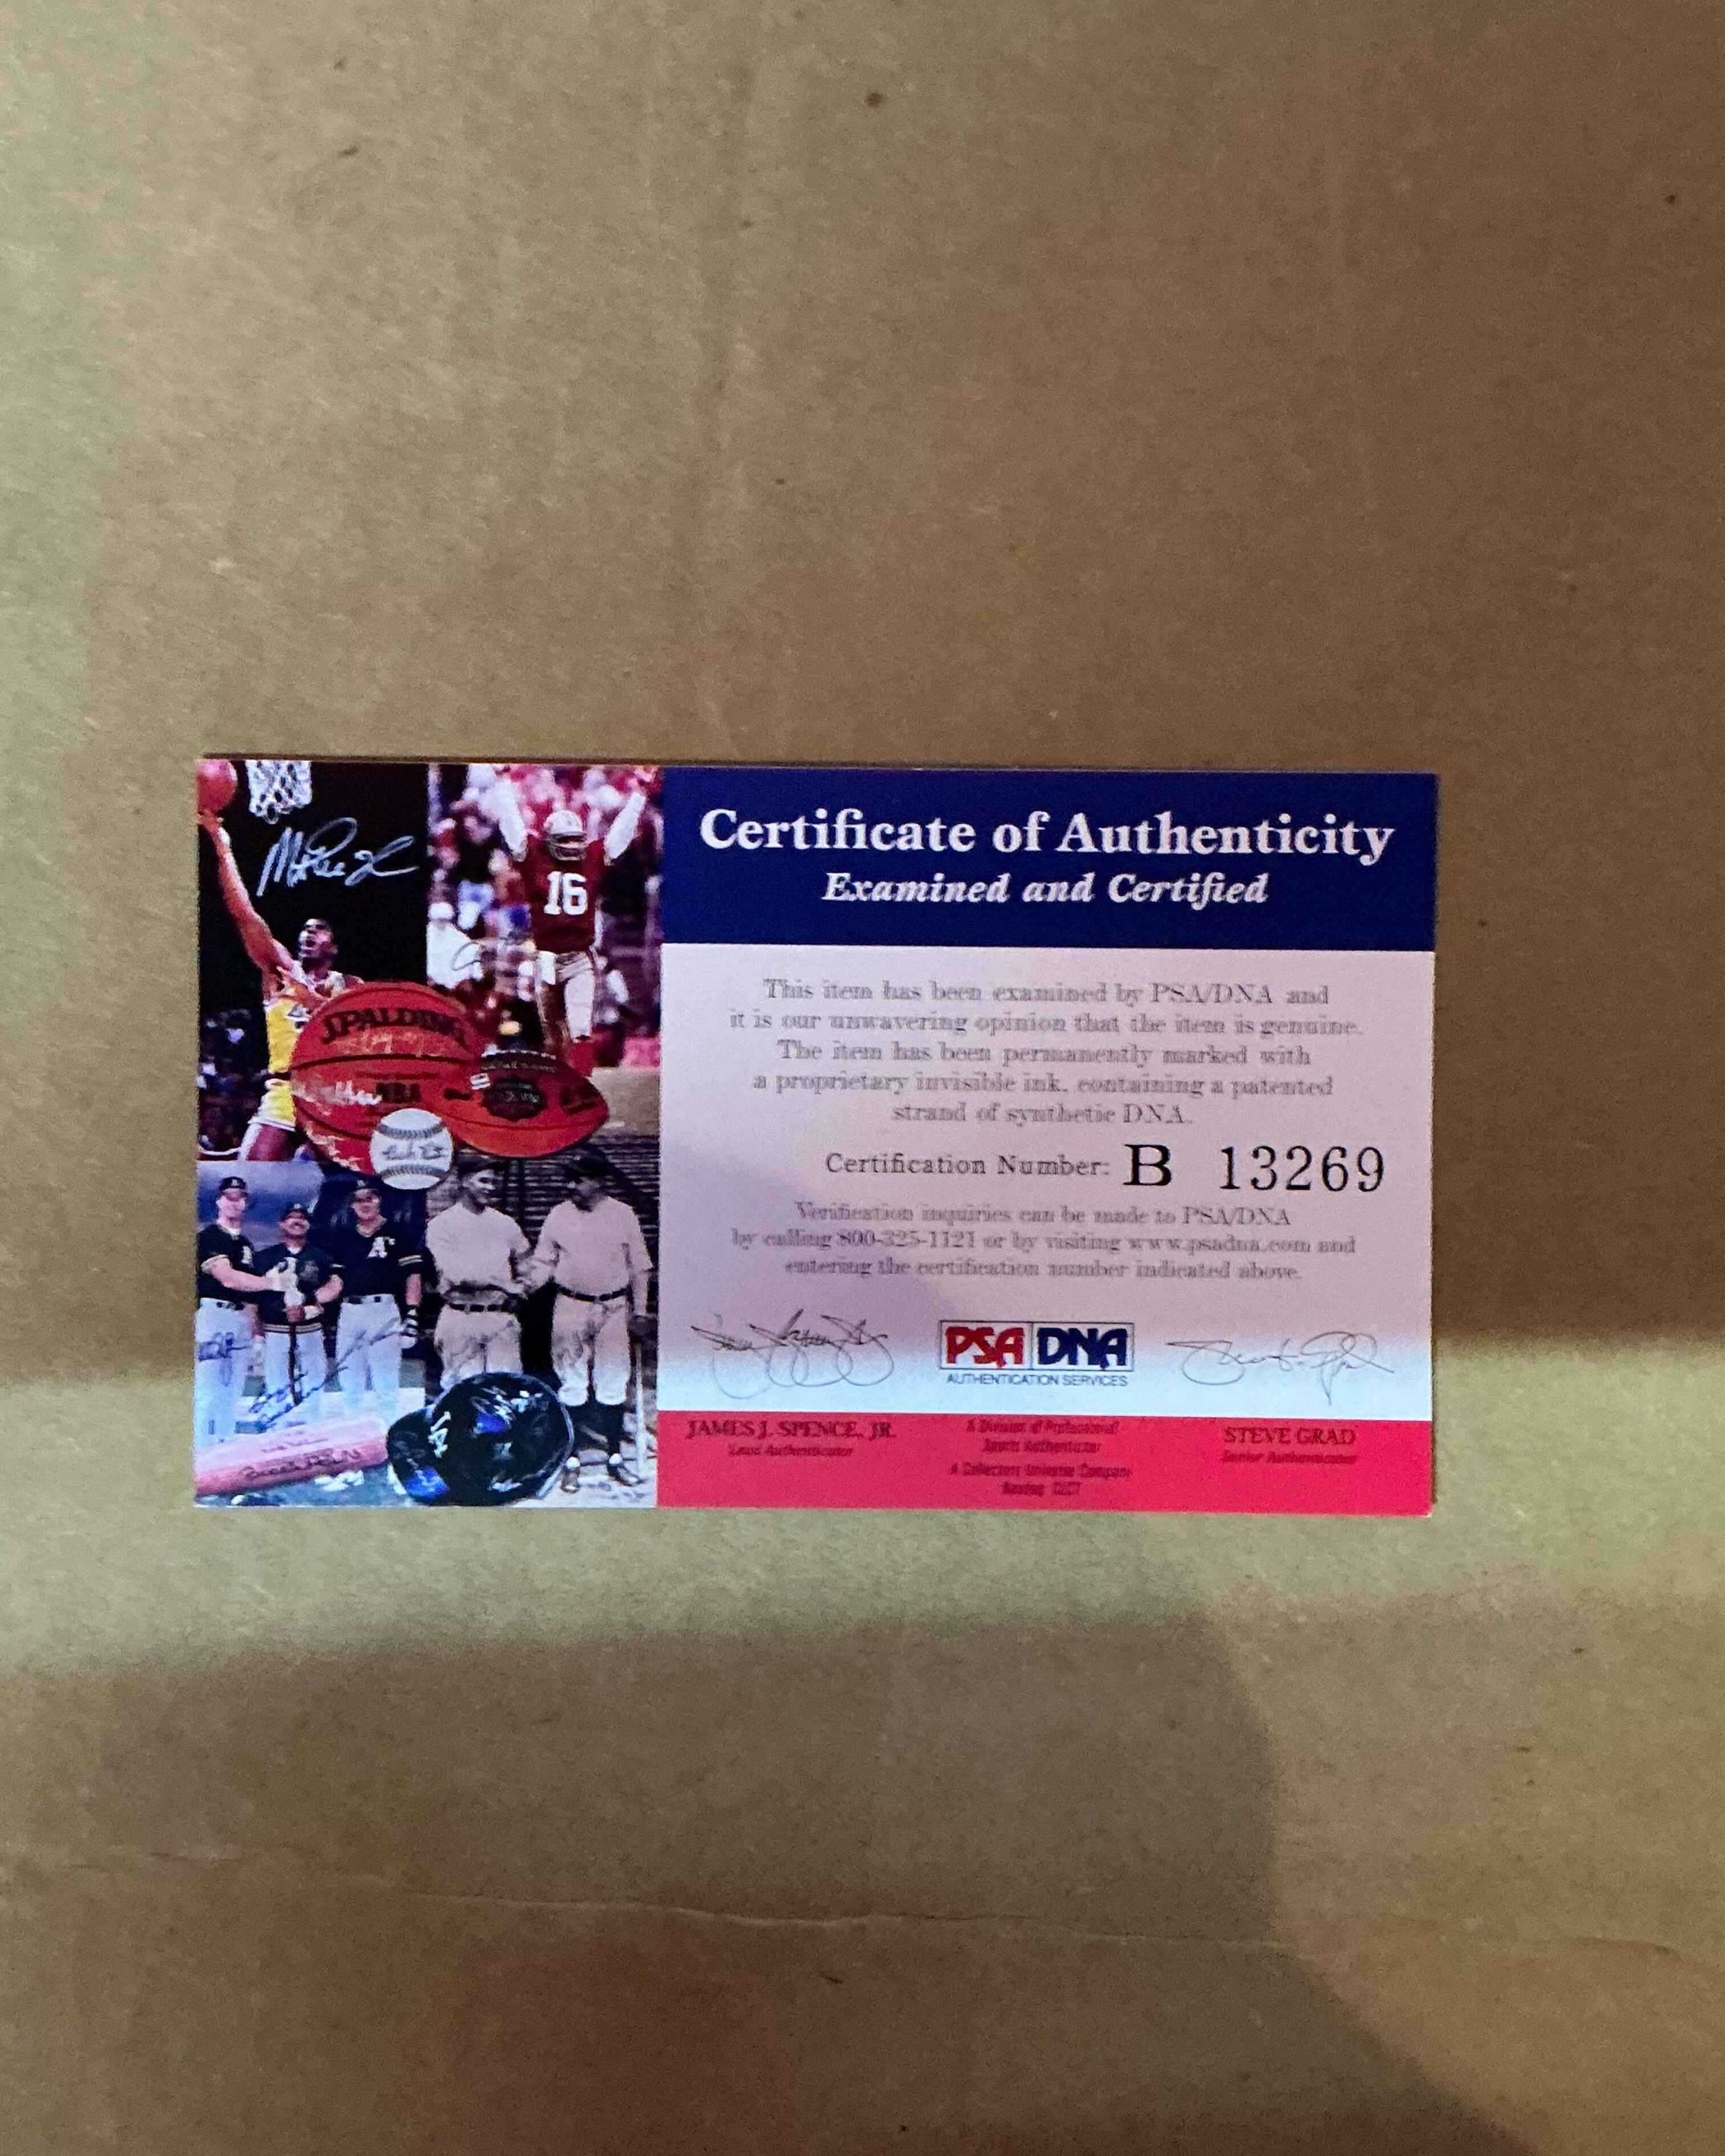 Certificate of Authenticity
Examined and Certified
This item has been examined by PSA/DNA and
it is our unwavering opinion that the item is genuine.
The item has been permanently marked with
a proprietary invisible ink, containing a patented
strand of synthetic DNA.
Certification Number: B 13269
Verification inquiries can be made to PSA/DNA
by calling 800-325-1121 or by visiting www.psadna.com and
entering the certification number indicated above.
PSA DNA
AUTHENTICATION SERVICES
JAMES J. SPENCE, JR.
Lead Authenticator
A Division of Professional
Sports Authenticator
A Collectors Universe Company
Nasdaq: CLCT
STEVE GRAD
Senior Authenticator
16
SPALDING
NBA
A's